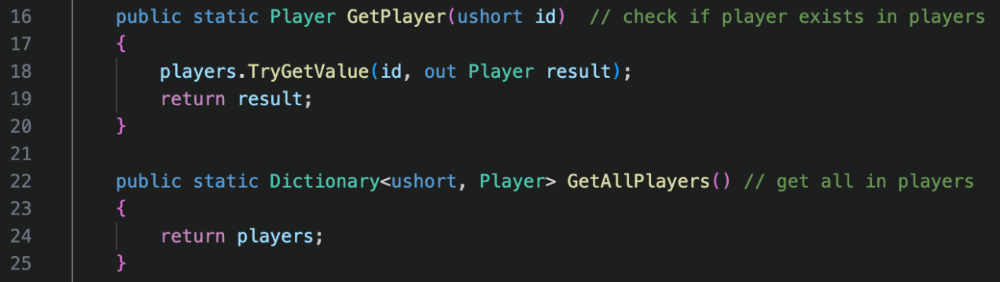 16 public static Player GetPlayer(ushort id) // check if player exists in players
17 {
18 players.TryGetValue(id, out Player result);
19 return result;
20 }
21
22 public static Dictionary<ushort, Player> GetAllPlayers() // get all in players
23 {
24 return players;
25 }